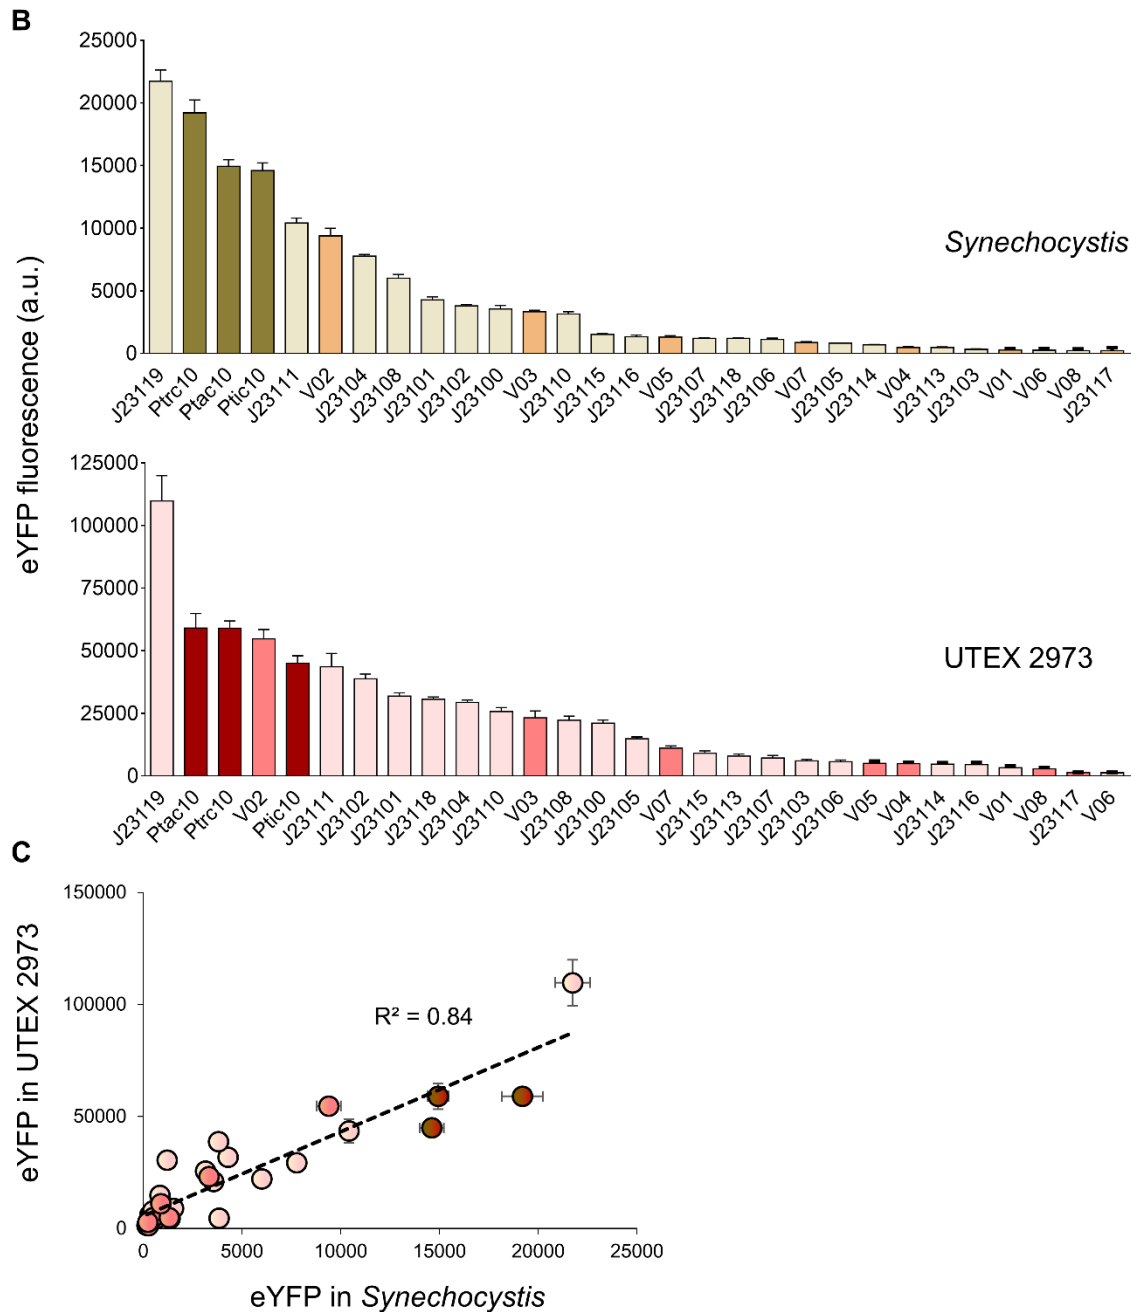 B
25000
20000
15000
10000
5000
0
eYFP fluorescence (a.u.)
Synechocystis
J23119 Ptrc10 Ptac10 Ptic10 J23111 V02 J23104 J23108 J23101 J23102 J23100 V03 J23110 J23115 J23116 V05 J23107 J23118 J23106 V07 J23105 J23114 V04 J23113 J23103 V01 V06 V08 J23117
125000
100000
75000
50000
25000
0
UTEX 2973
J23119 Ptac10 Ptrc10 V02 Ptic10 J23111 J23102 J23101 J23118 J23104 J23110 V03 J23108 J23100 J23105 V07 J23115 J23113 J23107 J23103 J23106 V05 V04 J23114 J23116 V01 V08 J23117 V06
C
150000
100000
50000
0
eYFP in UTEX 2973
R² = 0.84
0 5000 10000 15000 20000 25000
eYFP in Synechocystis